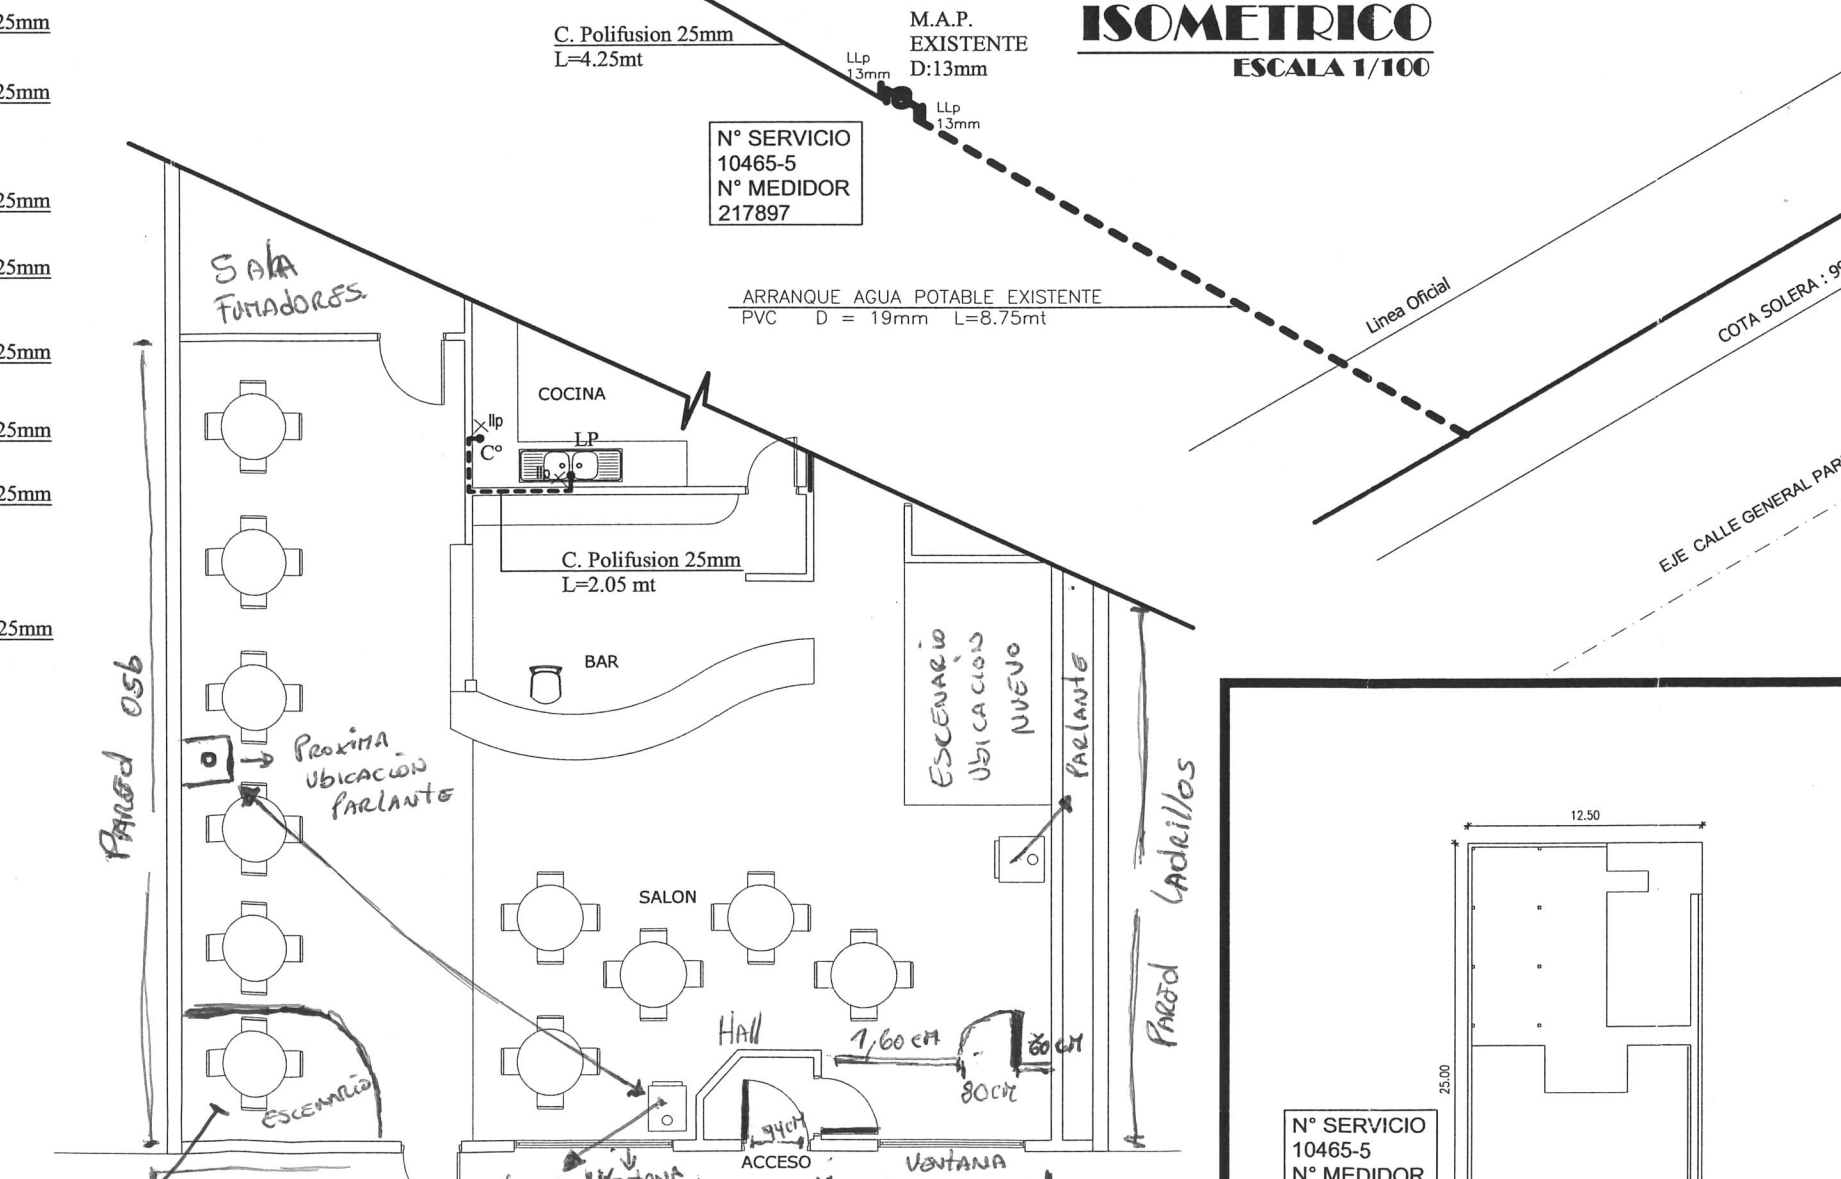 25mm
25mm
25mm
25mm
25mm
25mm
25mm
25mm
C. Polifusion 25mm
L=4.25mt
LLp
13mm
M.A.P.
EXISTENTE
D:13mm
LLp
13mm
ISOMETRICO
ESCALA 1/100
N° SERVICIO
10465-5
N° MEDIDOR
217897
ARRANQUE AGUA POTABLE EXISTENTE
PVC D = 19mm L=8.75mt
Linea Oficial
COTA SOLERA : 99
EJE CALLE GENERAL PAR
SALA
FUMADORES.
COCINA
llp
C°
LP
llp
C. Polifusion 25mm
L=2.05 mt
BAR
ESCENARIO
UBICACION
NUEVO
PARLANTE
PARED OSB
PROXIMA
UBICACIÓN
PARLANTE
PARED LADRILLOS
SALON
HALL
1,60 CM
60 CM
80CM
ESCENARIO
94CM
ACCESO
VENTANA
12.50
25.00
N° SERVICIO
10465-5
N° MEDIDOR